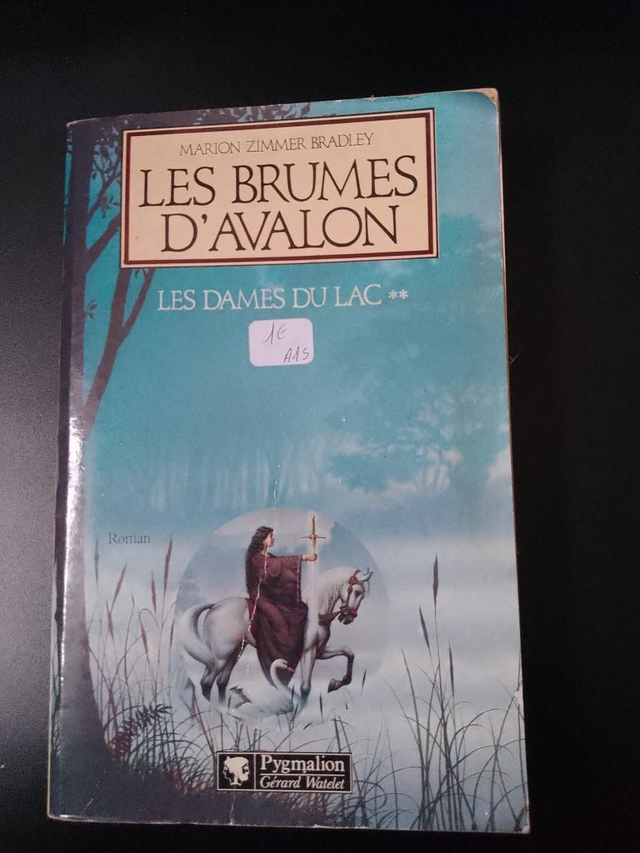 MARION ZIMMER BRADLEY
LES BRUMES
D'AVALON
LES DAMES DU LAC **
1€
A15
Roman
Pygmalion
Gérard Watelet